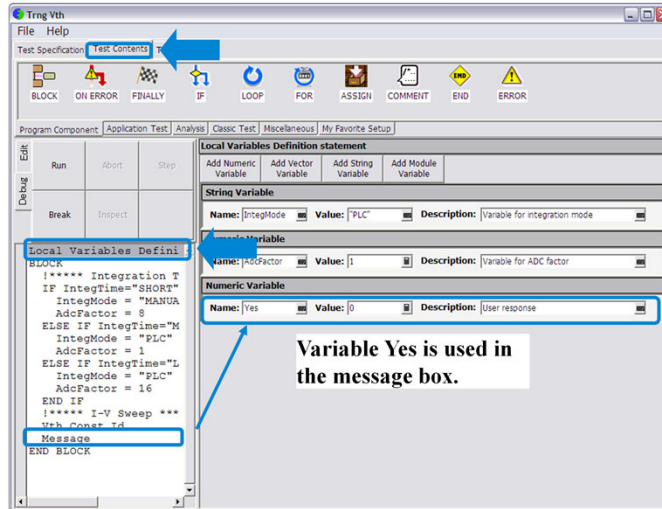 Trng Vth
File Help
Test Specification Test Contents T
BLOCK ON ERROR FINALLY IF LOOP FOR ASSIGN COMMENT END ERROR
END
Program Component Application Test Analysis Classic Test Miscellaneous My Favorite Setup
Edit
Debug
Run Abort Step
Break Inspect
Local Variables Definition statement
Add Numeric Variable Add Vector Variable Add String Variable Add Module Variable
String Variable
Name: IntegMode Value: "PLC" Description: Variable for integration mode
Numeric Variable
Name: AdcFactor Value: 1 Description: Variable for ADC factor
Numeric Variable
Name: Yes Value: 0 Description: User response
Variable Yes is used in
the message box.
Local Variables Defini
BLOCK
!***** Integration T
IF IntegTime="SHORT"
IntegMode = "MANUA
AdcFactor = 8
ELSE IF IntegTime="M
IntegMode = "PLC"
AdcFactor = 1
ELSE IF IntegTime="L
IntegMode = "PLC"
AdcFactor = 16
END IF
!***** I-V Sweep ***
Vth Const Id
Message
END BLOCK